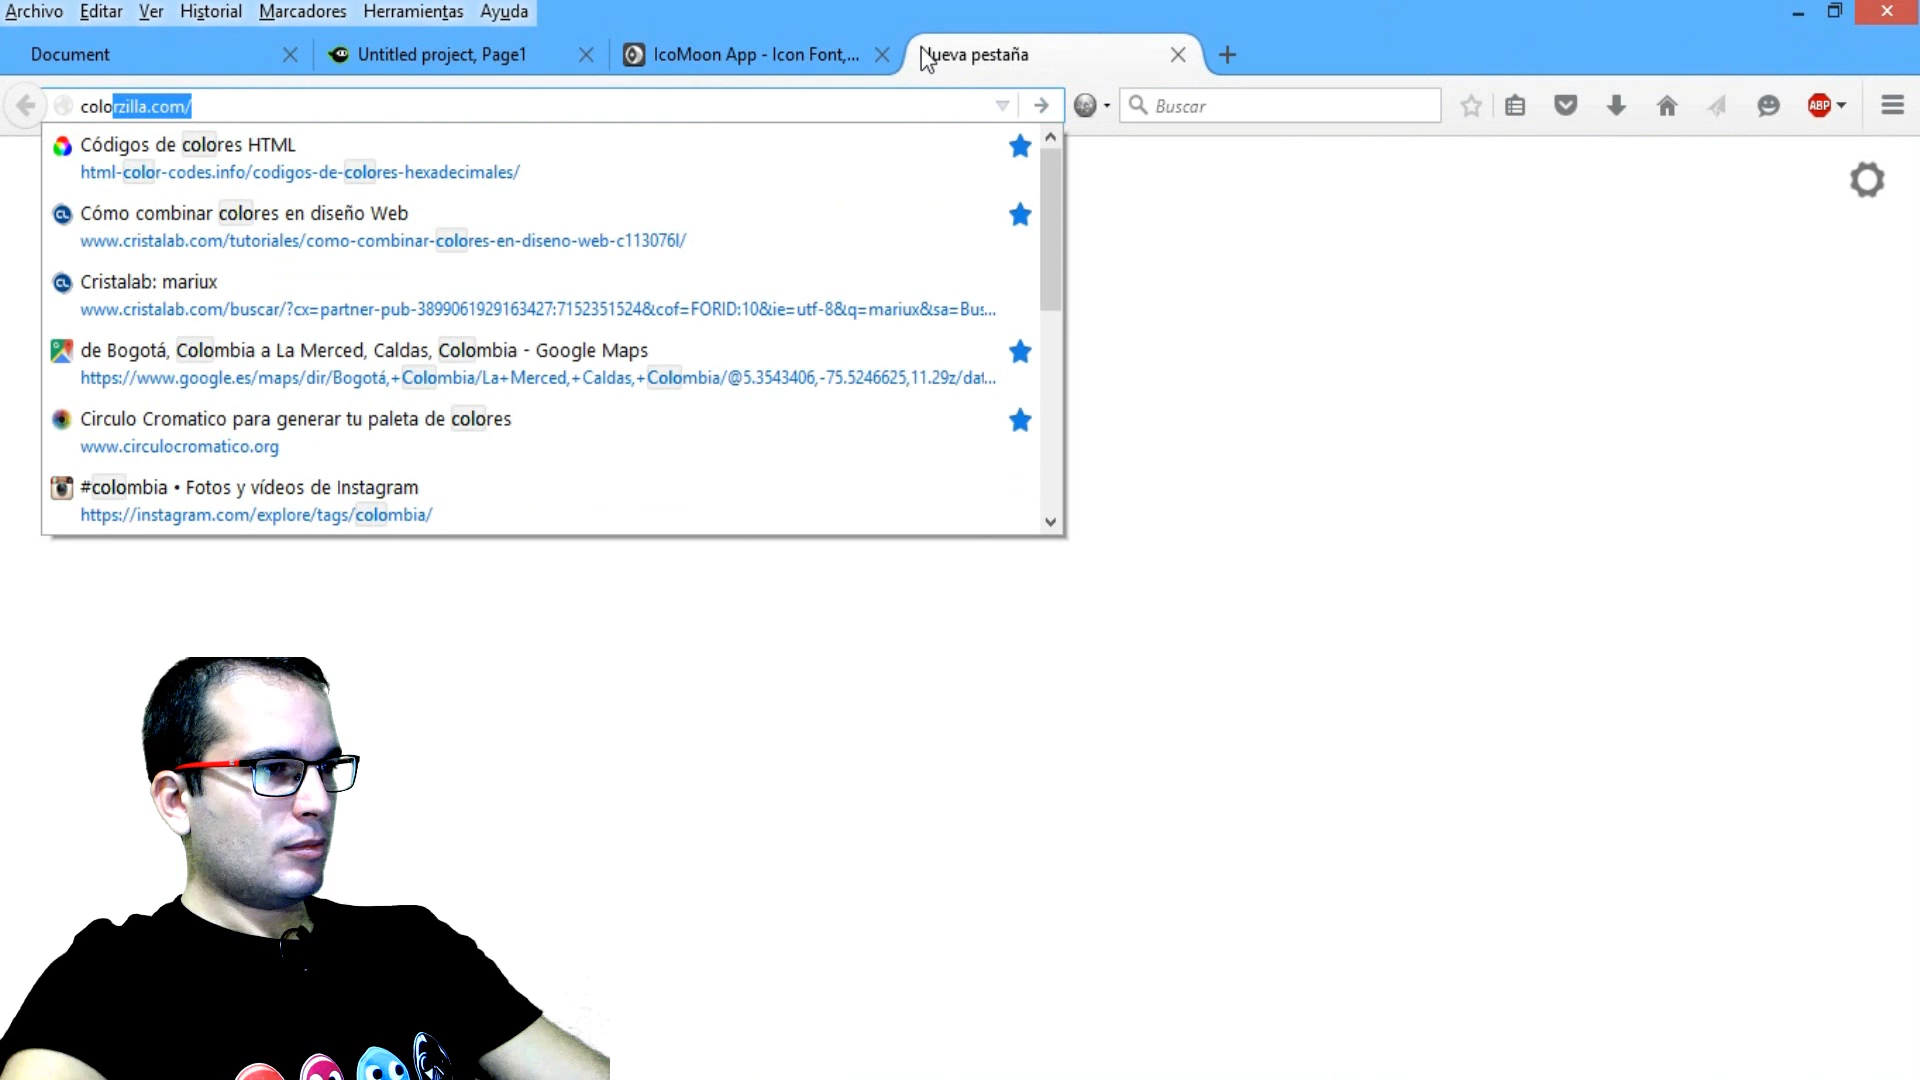 Archivo Editar Ver Historial Marcadores Herramientas Ayuda
Document Untitled project, Page1 IcoMoon App - Icon Font,... Nueva pestaña
colorzilla.com/ Buscar ABP
Códigos de colores HTML
html-color-codes.info/codigos-de-colores-hexadecimales/
CL Cómo combinar colores en diseño Web
www.cristalab.com/tutoriales/como-combinar-colores-en-diseno-web-c113076l/
CL Cristalab: mariux
www.cristalab.com/buscar/?cx=partner-pub-3899061929163427:7152351524&cof=FORID:10&ie=utf-8&q=mariux&sa=Bus...
de Bogotá, Colombia a La Merced, Caldas, Colombia - Google Maps
https://www.google.es/maps/dir/Bogotá,+Colombia/La+Merced,+Caldas,+Colombia/@5.3543406,-75.5246625,11.29z/dat...
Circulo Cromatico para generar tu paleta de colores
www.circulocromatico.org
#colombia • Fotos y vídeos de Instagram
https://instagram.com/explore/tags/colombia/